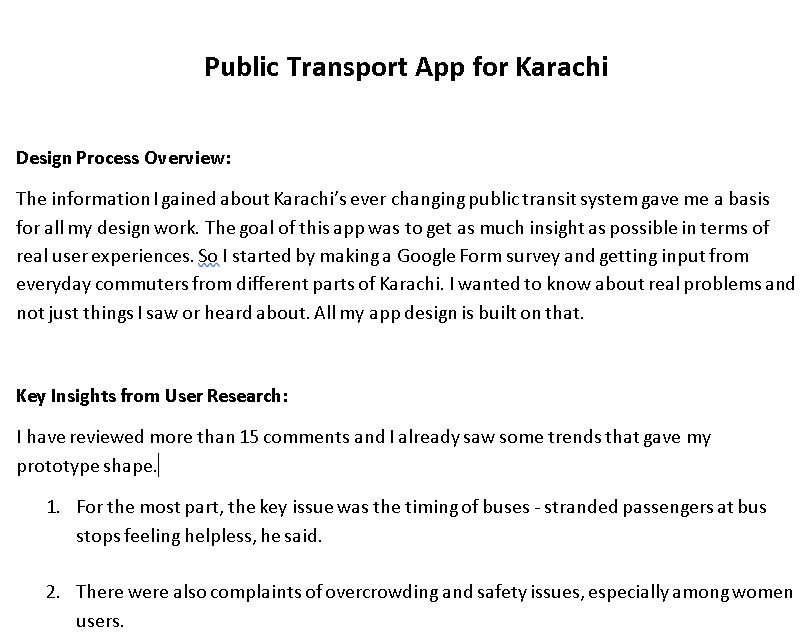 Public Transport App for Karachi
Design Process Overview:
The information I gained about Karachi’s ever changing public transit system gave me a basis
for all my design work. The goal of this app was to get as much insight as possible in terms of
real user experiences. So I started by making a Google Form survey and getting input from
everyday commuters from different parts of Karachi. I wanted to know about real problems and
not just things I saw or heard about. All my app design is built on that.
Key Insights from User Research:
I have reviewed more than 15 comments and I already saw some trends that gave my
prototype shape.
1. For the most part, the key issue was the timing of buses - stranded passengers at bus
stops feeling helpless, he said.
2. There were also complaints of overcrowding and safety issues, especially among women
users.